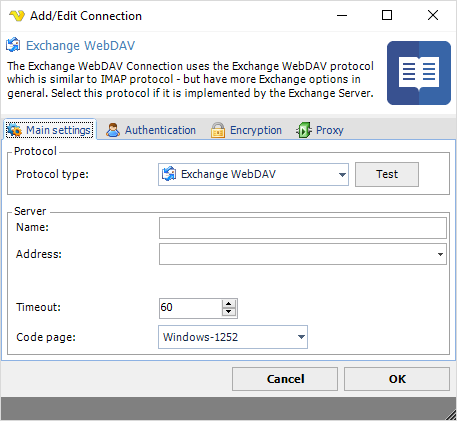 Add/Edit Connection
Exchange WebDAV
The Exchange WebDAV Connection uses the Exchange WebDAV protocol
which is similar to IMAP protocol - but have more Exchange options in
general. Select this protocol if it is implemented by the Exchange Server.
Main settings Authentication Encryption Proxy
Protocol
Protocol type: Exchange WebDAV Test
Server
Name:
Address:
Timeout: 60
Code page: Windows-1252
Cancel OK